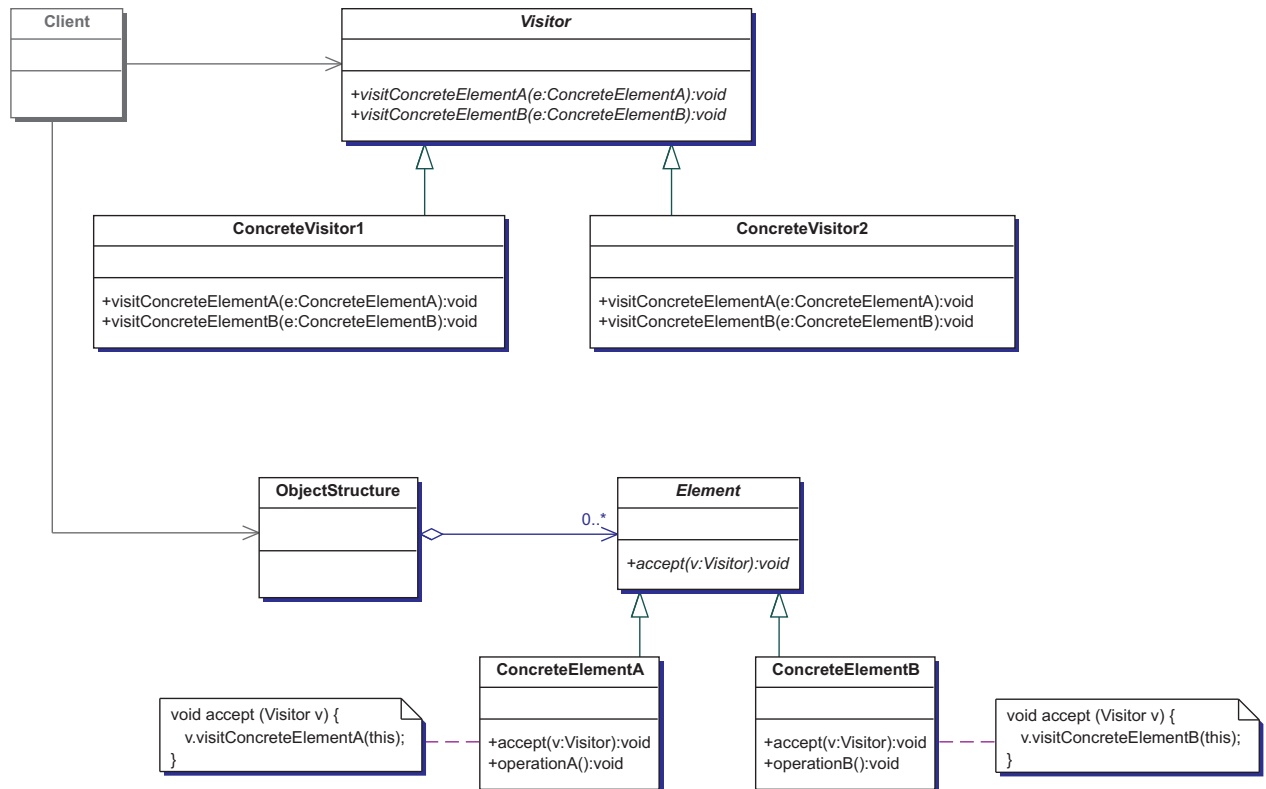 Client
Visitor
+visitConcreteElementA(e:ConcreteElementA):void
+visitConcreteElementB(e:ConcreteElementB):void
ConcreteVisitor1
+visitConcreteElementA(e:ConcreteElementA):void
+visitConcreteElementB(e:ConcreteElementB):void
ConcreteVisitor2
+visitConcreteElementA(e:ConcreteElementA):void
+visitConcreteElementB(e:ConcreteElementB):void
ObjectStructure
0..*
Element
+accept(v:Visitor):void
ConcreteElementA
+accept(v:Visitor):void
+operationA():void
ConcreteElementB
+accept(v:Visitor):void
+operationB():void
void accept (Visitor v) {
v.visitConcreteElementA(this);
}
void accept (Visitor v) {
v.visitConcreteElementB(this);
}